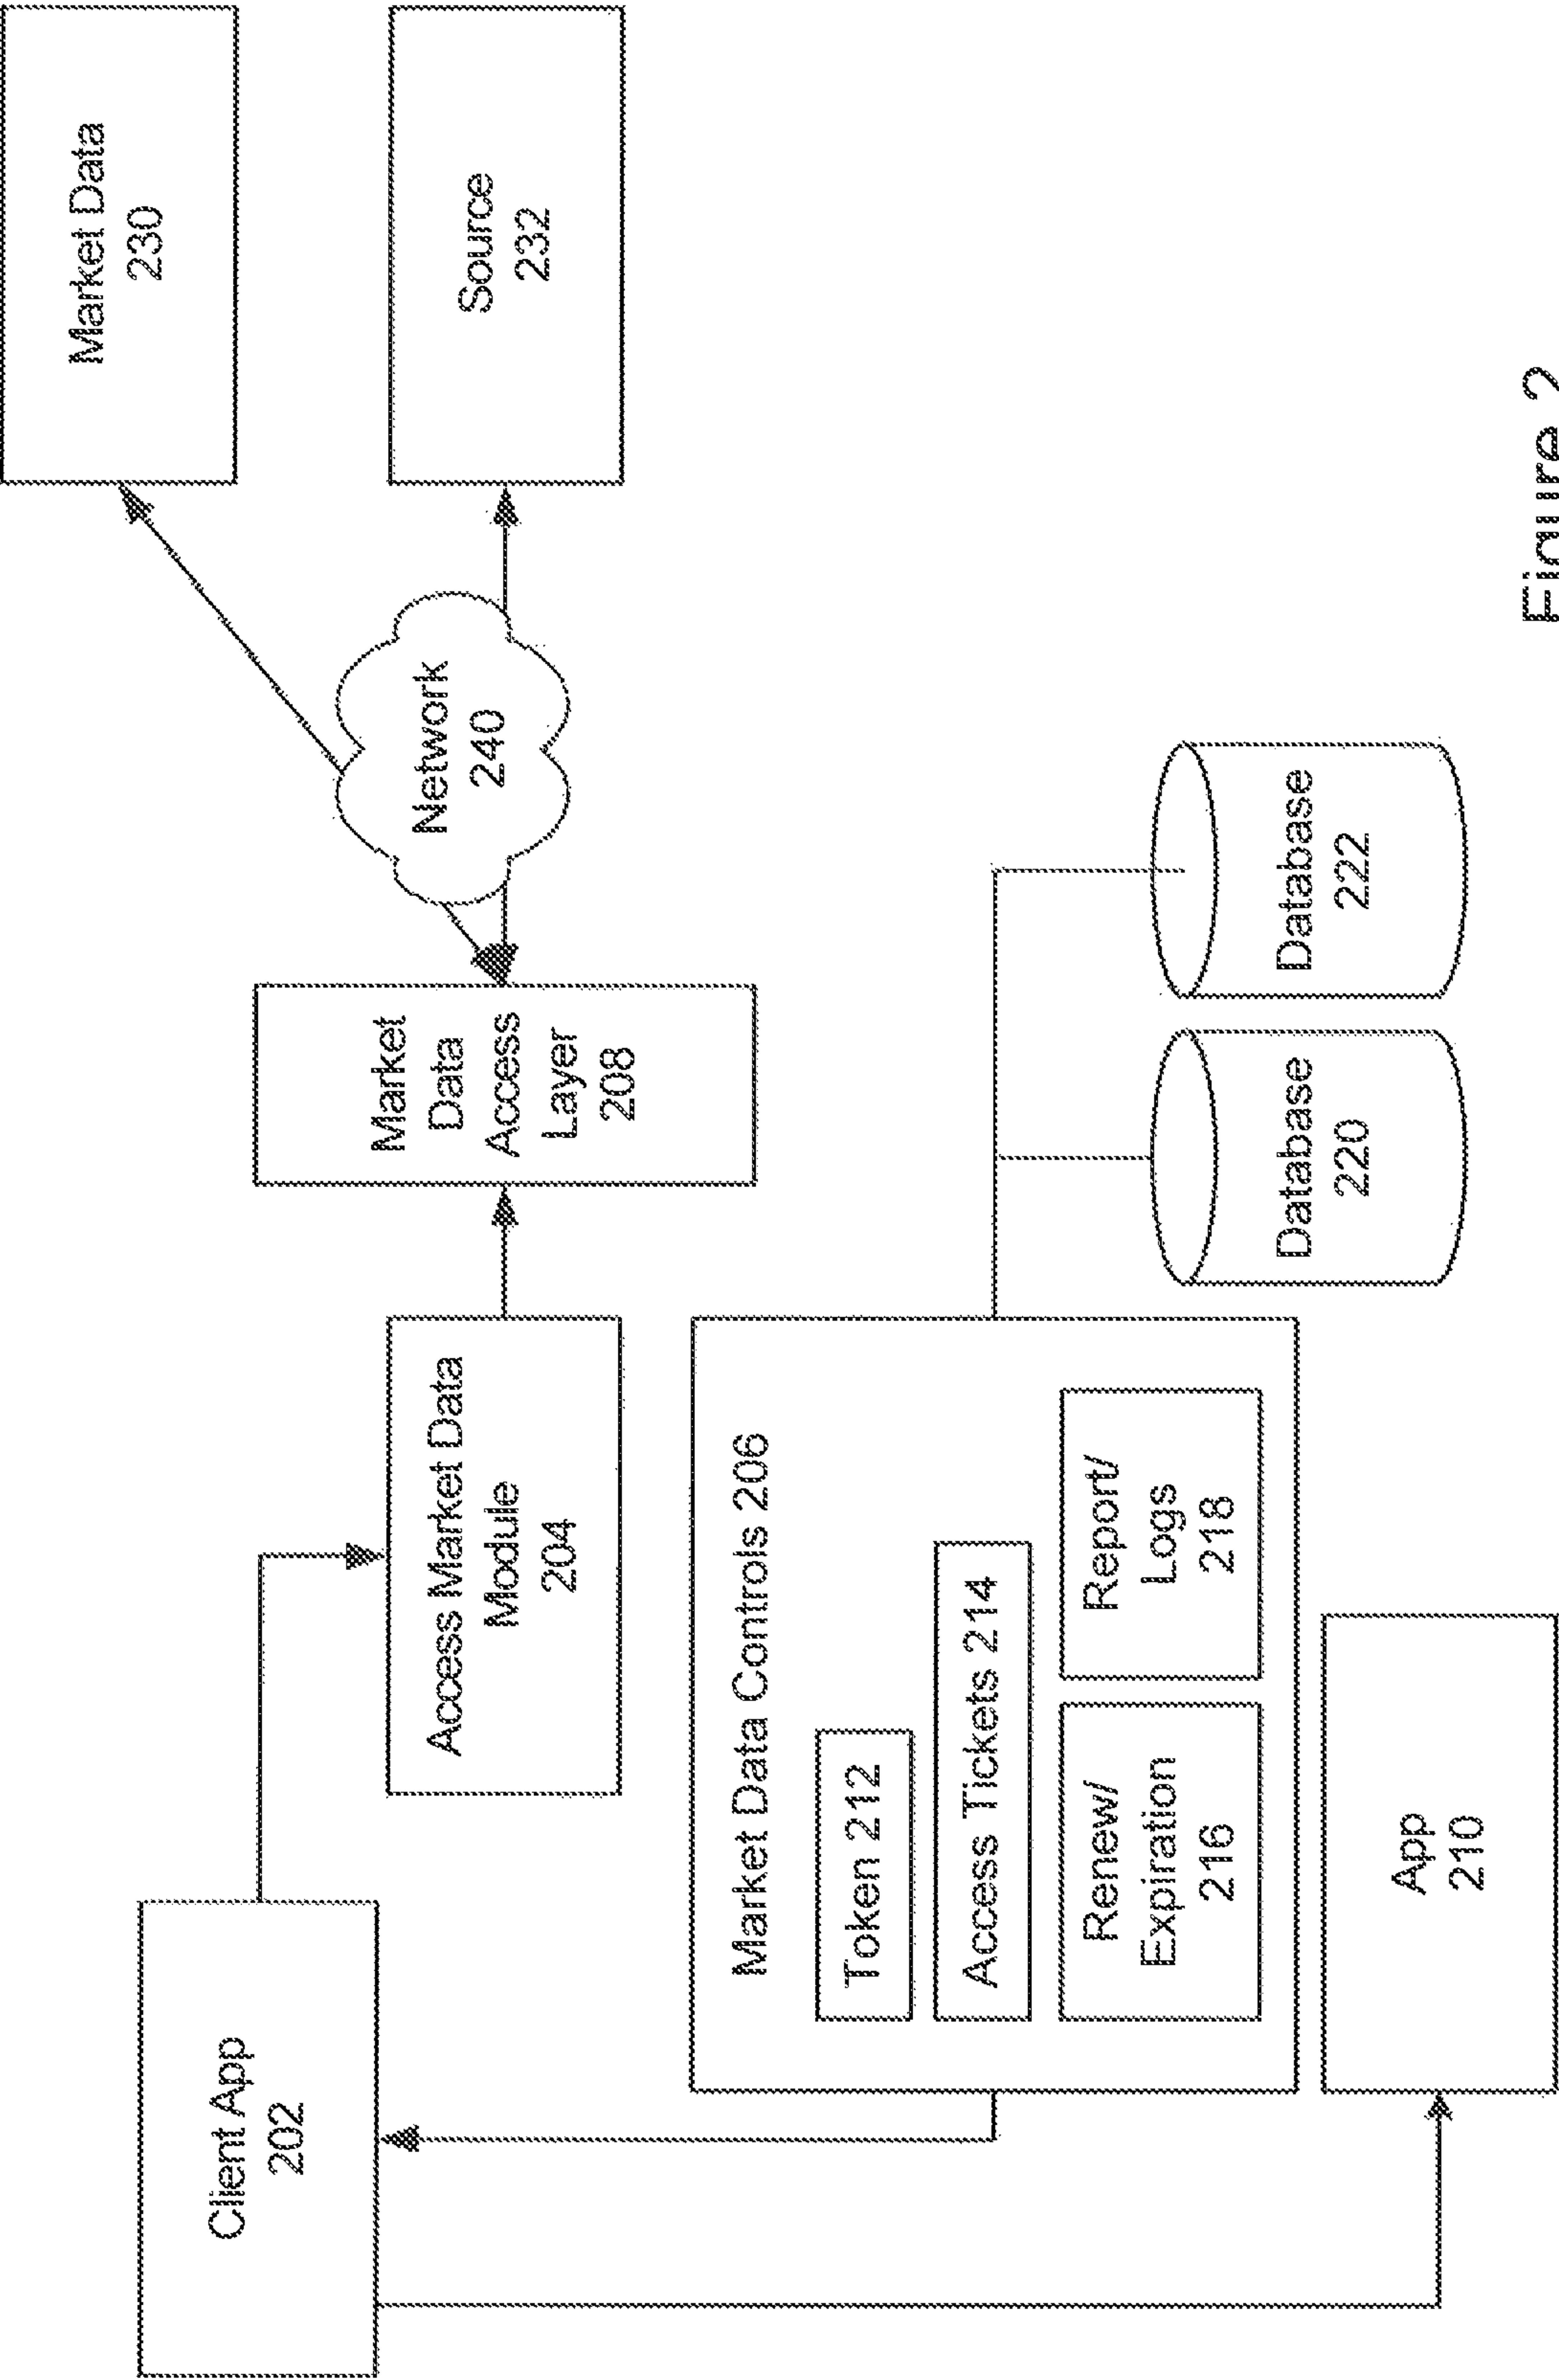 Client App
202
Access Market Data
Module
204
Market
Data
Access
Layer
208
Network
240
Market Data
230
Source
232
Market Data Controls 206
Token 212
Access Tickets 214
Renew/
Expiration
216
Report/
Logs
218
App
210
Database
220
Database
222
Figure 2